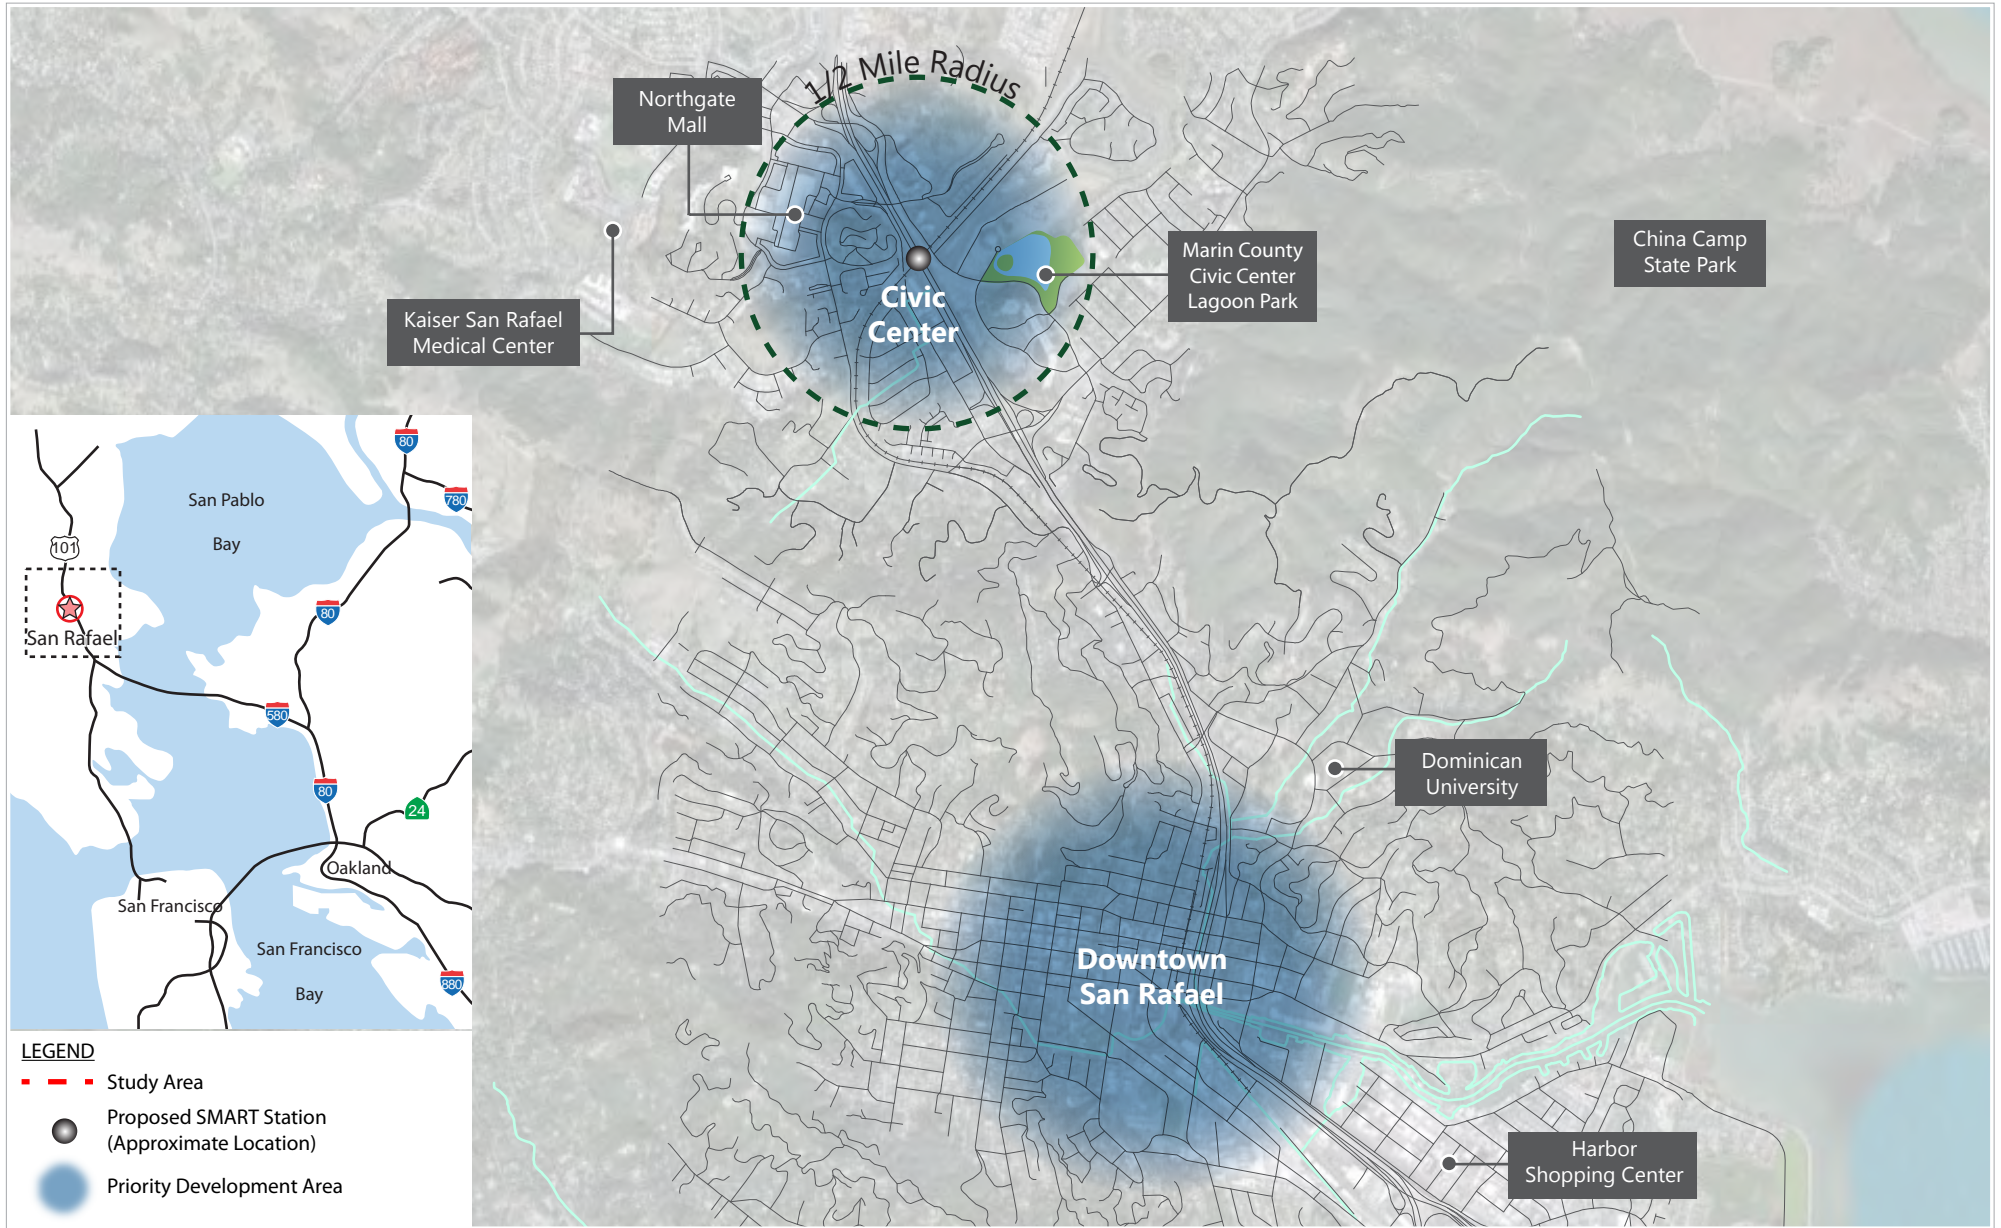 1/2 Mile Radius
Northgate
Mall
Marin County
Civic Center
Lagoon Park
China Camp
State Park
Kaiser San Rafael
Medical Center
Civic
Center
80
780
San Pablo
Bay
101
80
San Rafael
580
80
24
Oakland
San Francisco
San Francisco
Bay
880
Dominican
University
Downtown
San Rafael
Harbor
Shopping Center
LEGEND
Study Area
Proposed SMART Station
(Approximate Location)
Priority Development Area